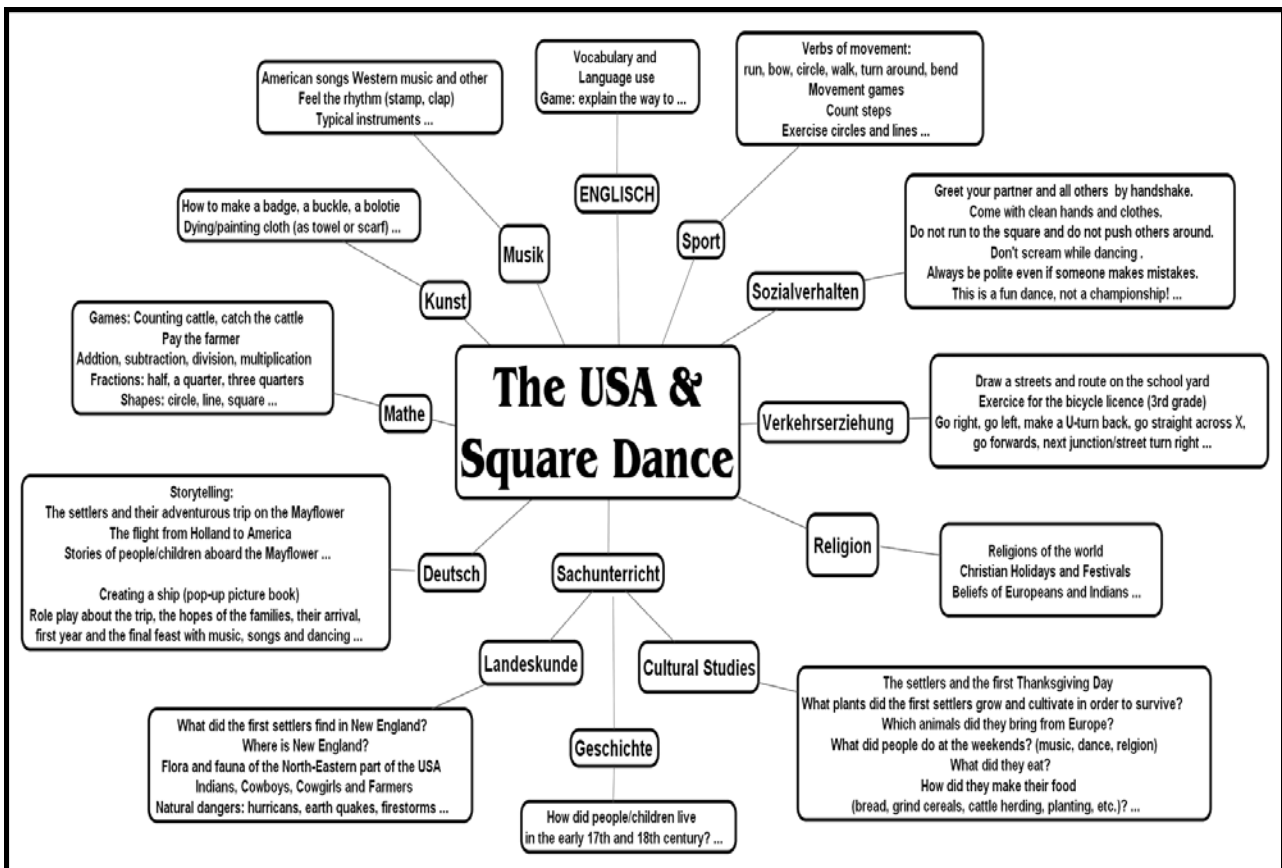 The USA &
Square Dance
ENGLISCH
Vocabulary and
Language use
Game: explain the way to ...
Sport
Verbs of movement:
run, bow, circle, walk, turn around, bend
Movement games
Count steps
Exercise circles and lines ...
Sozialverhalten
Greet your partner and all others by handshake.
Come with clean hands and clothes.
Do not run to the square and do not push others around.
Don't scream while dancing .
Always be polite even if someone makes mistakes.
This is a fun dance, not a championship! ...
Verkehrserziehung
Draw a streets and route on the school yard
Exercice for the bicycle licence (3rd grade)
Go right, go left, make a U-turn back, go straight across X,
go forwards, next junction/street turn right ...
Religion
Religions of the world
Christian Holidays and Festivals
Beliefs of Europeans and Indians ...
Sachunterricht
Cultural Studies
The settlers and the first Thanksgiving Day
What plants did the first settlers grow and cultivate in order to survive?
Which animals did they bring from Europe?
What did people do at the weekends? (music, dance, relgion)
What did they eat?
How did they make their food
(bread, grind cereals, cattle herding, planting, etc.)? ...
Geschichte
How did people/children live
in the early 17th and 18th century? ...
Landeskunde
What did the first settlers find in New England?
Where is New England?
Flora and fauna of the North-Eastern part of the USA
Indians, Cowboys, Cowgirls and Farmers
Natural dangers: hurricans, earth quakes, firestorms ...
Deutsch
Storytelling:
The settlers and their adventurous trip on the Mayflower
The flight from Holland to America
Stories of people/children aboard the Mayflower ...
Creating a ship (pop-up picture book)
Role play about the trip, the hopes of the families, their arrival,
first year and the final feast with music, songs and dancing ...
Mathe
Games: Counting cattle, catch the cattle
Pay the farmer
Addtion, subtraction, division, multiplication
Fractions: half, a quarter, three quarters
Shapes: circle, line, square ...
Kunst
How to make a badge, a buckle, a bolotie
Dying/painting cloth (as towel or scarf) ...
Musik
American songs Western music and other
Feel the rhythm (stamp, clap)
Typical instruments ...